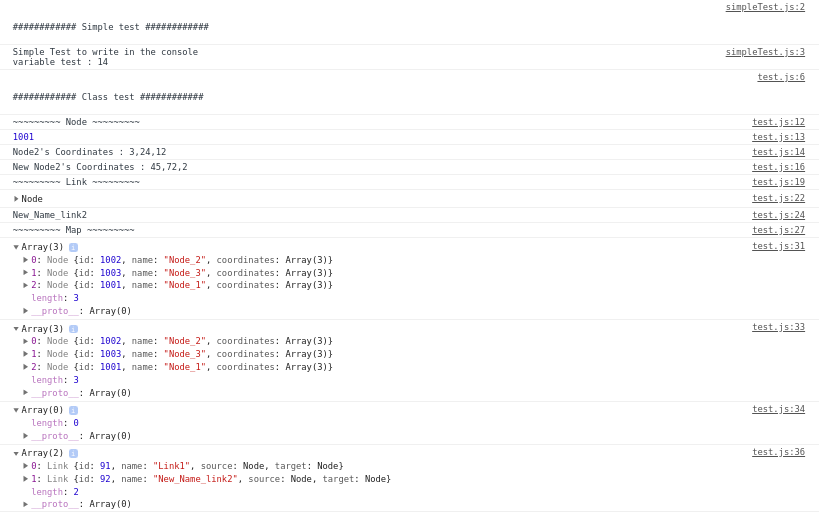 simpleTest.js:2
############ Simple test ############
Simple Test to write in the console simpleTest.js:3
variable test : 14
test.js:6
############ Class test ############
~~~~~~~~~ Node ~~~~~~~~~ test.js:12
1001 test.js:13
Node2's Coordinates : 3,24,12 test.js:14
New Node2's Coordinates : 45,72,2 test.js:16
~~~~~~~~~ Link ~~~~~~~~~ test.js:19
Node test.js:22
New_Name_link2 test.js:24
~~~~~~~~~ Map ~~~~~~~~~ test.js:27
Array(3) i test.js:31
0: Node {id: 1002, name: "Node_2", coordinates: Array(3)}
1: Node {id: 1003, name: "Node_3", coordinates: Array(3)}
2: Node {id: 1001, name: "Node_1", coordinates: Array(3)}
length: 3
__proto__: Array(0)
Array(3) i test.js:33
0: Node {id: 1002, name: "Node_2", coordinates: Array(3)}
1: Node {id: 1003, name: "Node_3", coordinates: Array(3)}
2: Node {id: 1001, name: "Node_1", coordinates: Array(3)}
length: 3
__proto__: Array(0)
Array(0) i test.js:34
length: 0
__proto__: Array(0)
Array(2) i test.js:36
0: Link {id: 91, name: "Link1", source: Node, target: Node}
1: Link {id: 92, name: "New_Name_link2", source: Node, target: Node}
length: 2
__proto__: Array(0)